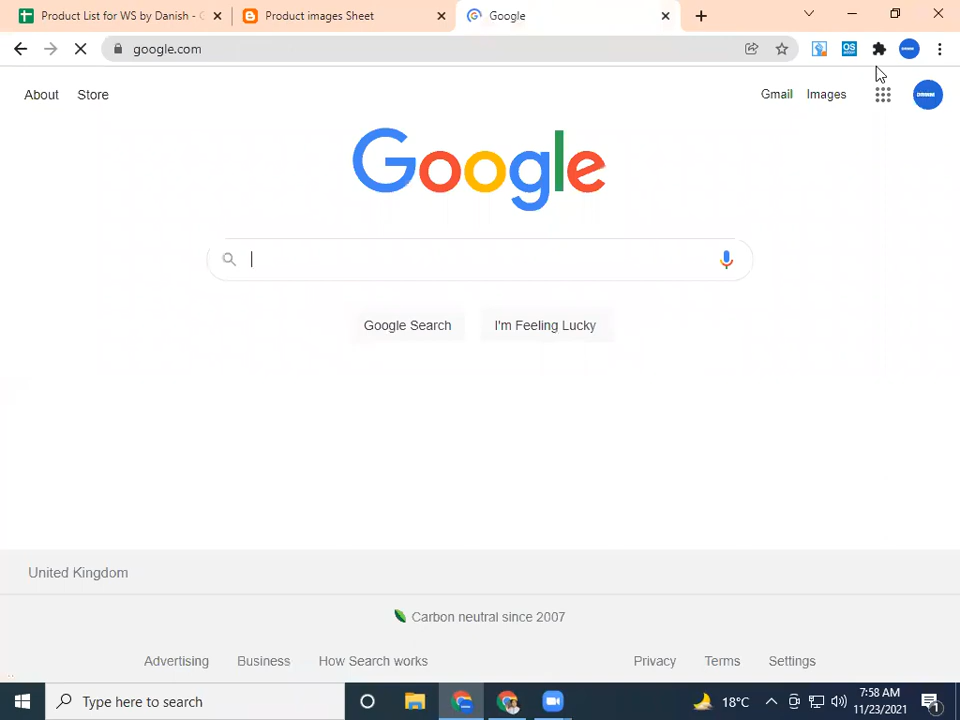 Product List for WS by Danish - G
Product images Sheet
Google
google.com
OS
About
Store
Gmail
Images
Google
Google Search
I'm Feeling Lucky
United Kingdom
Carbon neutral since 2007
Advertising
Business
How Search works
Privacy
Terms
Settings
Type here to search
18°C
7:58 AM
11/23/2021
1